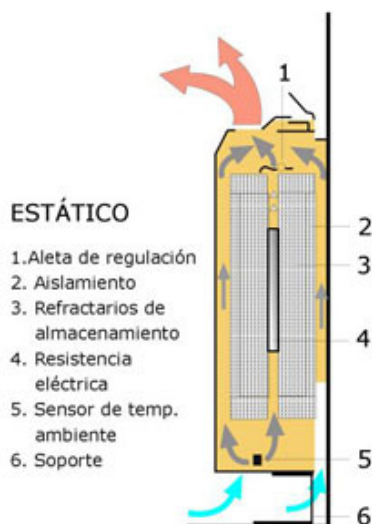 ESTÁTICO
1.Aleta de regulación
2. Aislamiento
3. Refractarios de
almacenamiento
4. Resistencia
eléctrica
5. Sensor de temp.
ambiente
6. Soporte
1
2
3
4
5
6